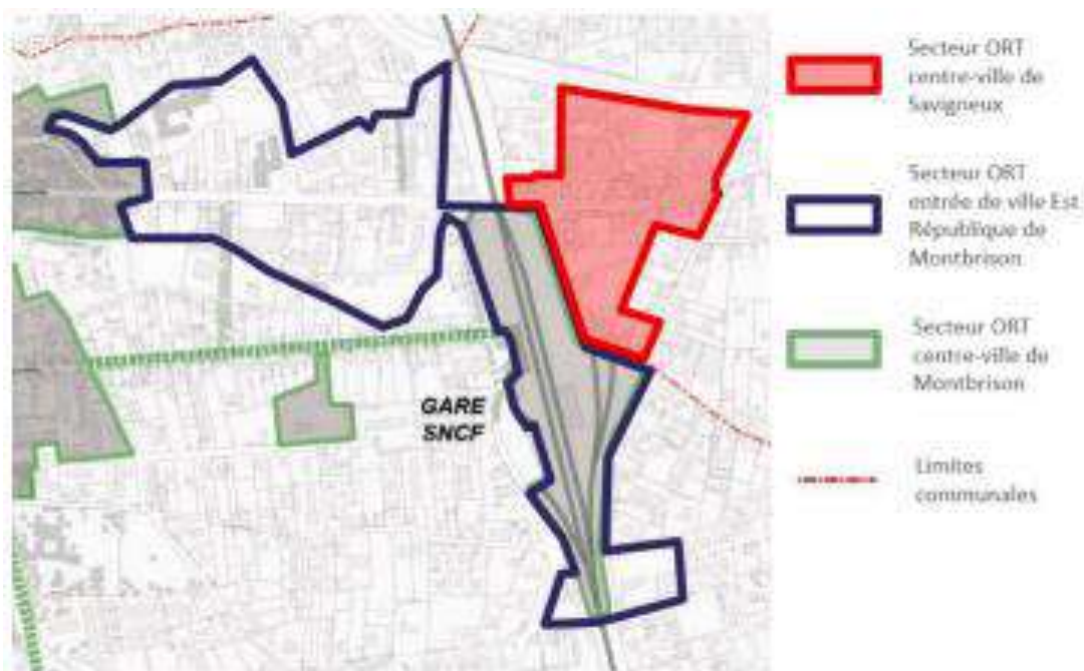 Secteur ORT
centre-ville de
Savigneux
Secteur ORT
entrée de ville Est
République de
Montbrison
Secteur ORT
centre-ville de
Montbrison
Limites
communales
GARE
SNCF